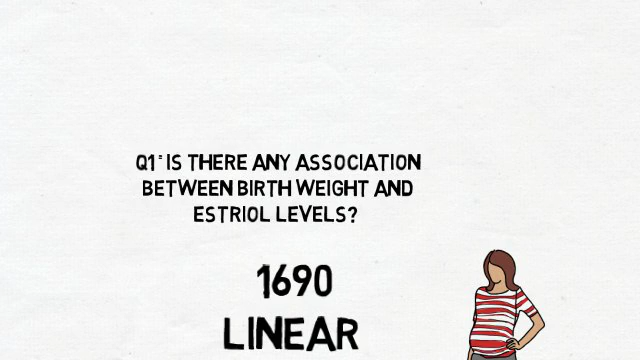 Q1: IS THERE ANY ASSOCIATION
BETWEEN BIRTH WEIGHT AND
ESTRIOL LEVELS?
1690
LINEAR